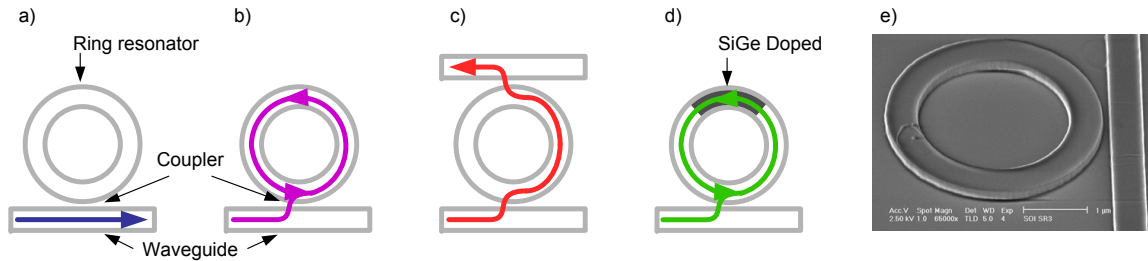 a)
b)
c)
d)
e)
Ring resonator
SiGe Doped
Coupler
Waveguide
Acc.V Spot Magn Det WD Exp
2.50 kV 1.0 65000x TLD 5.0 4 SOI SR3
1 µm